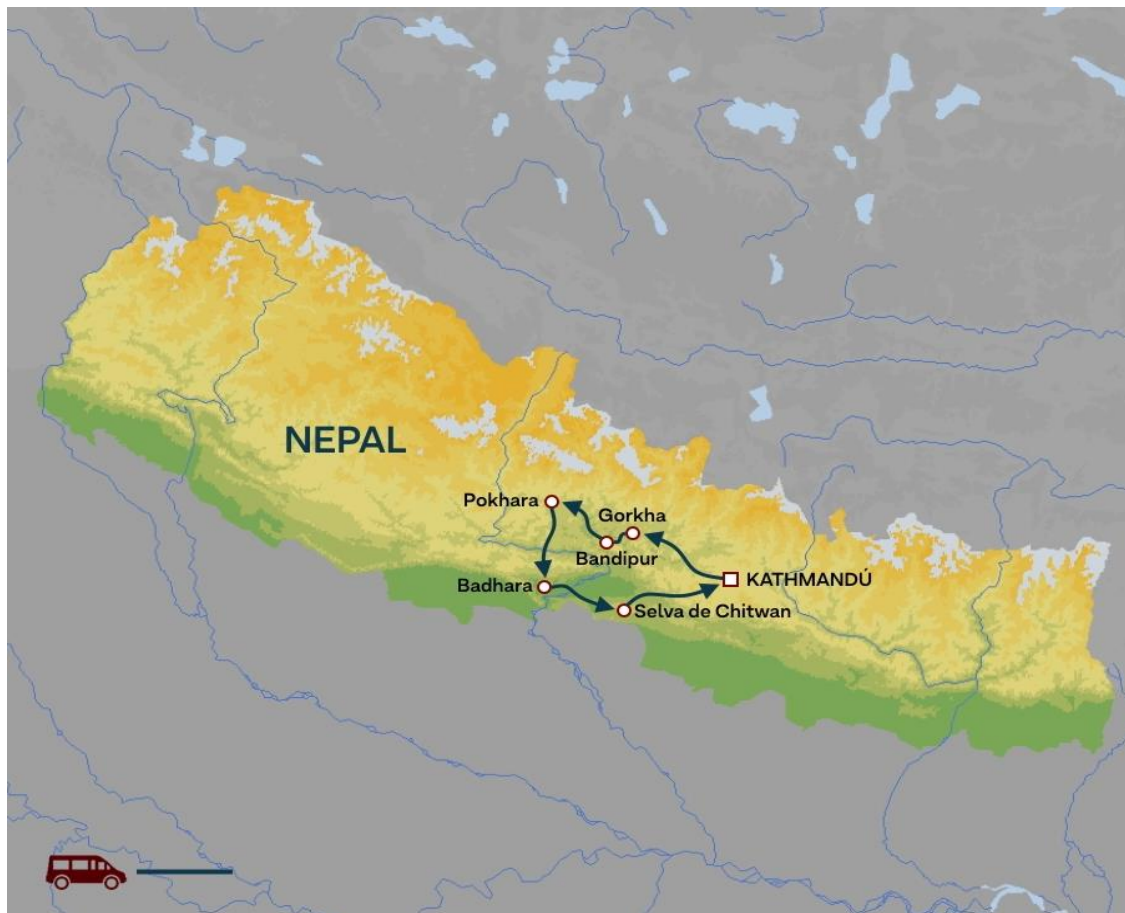 NEPAL
Pokhara
Gorkha
Bandipur
KATHMANDÚ
Badhara
Selva de Chitwan